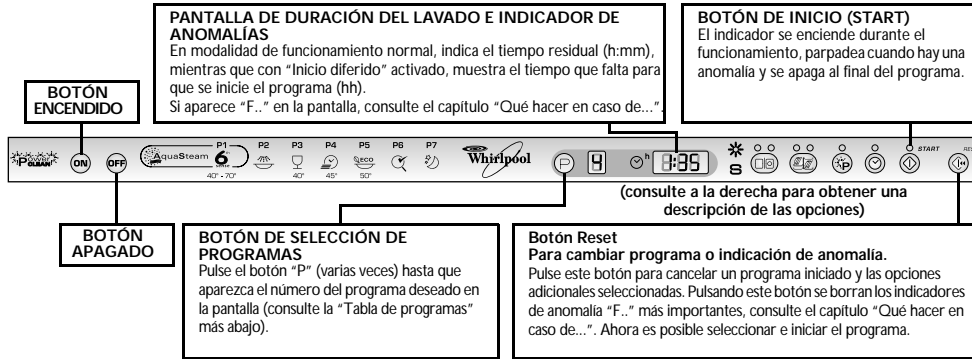 PANTALLA DE DURACIÓN DEL LAVADO E INDICADOR DE
ANOMALÍAS
En modalidad de funcionamiento normal, indica el tiempo residual (h:mm),
mientras que con “Inicio diferido” activado, muestra el tiempo que falta para
que se inicie el programa (hh).
Si aparece “F..” en la pantalla, consulte el capítulo “Qué hacer en caso de...”.
BOTÓN DE INICIO (START)
El indicador se enciende durante el
funcionamiento, parpadea cuando hay una
anomalía y se apaga al final del programa.
BOTÓN
ENCENDIDO
Power
CLEAN
ON
OFF
AquaSteam
P1
6th
sense
40° - 70°
P2
P3
40°
P4
45°
P5
ECO
50°
P6
P7
Whirlpool
P
4
h
1:35
S
P
START
RES
(consulte a la derecha para obtener una
descripción de las opciones)
BOTÓN
APAGADO
BOTÓN DE SELECCIÓN DE
PROGRAMAS
Pulse el botón “P” (varias veces) hasta que
aparezca el número del programa deseado en
la pantalla (consulte la “Tabla de programas”
más abajo).
Botón Reset
Para cambiar programa o indicación de anomalía.
Pulse este botón para cancelar un programa iniciado y las opciones
adicionales seleccionadas. Pulsando este botón se borran los indicadores
de anomalía “F..” más importantes, consulte el capítulo “Qué hacer en
caso de...”. Ahora es posible seleccionar e iniciar el programa.